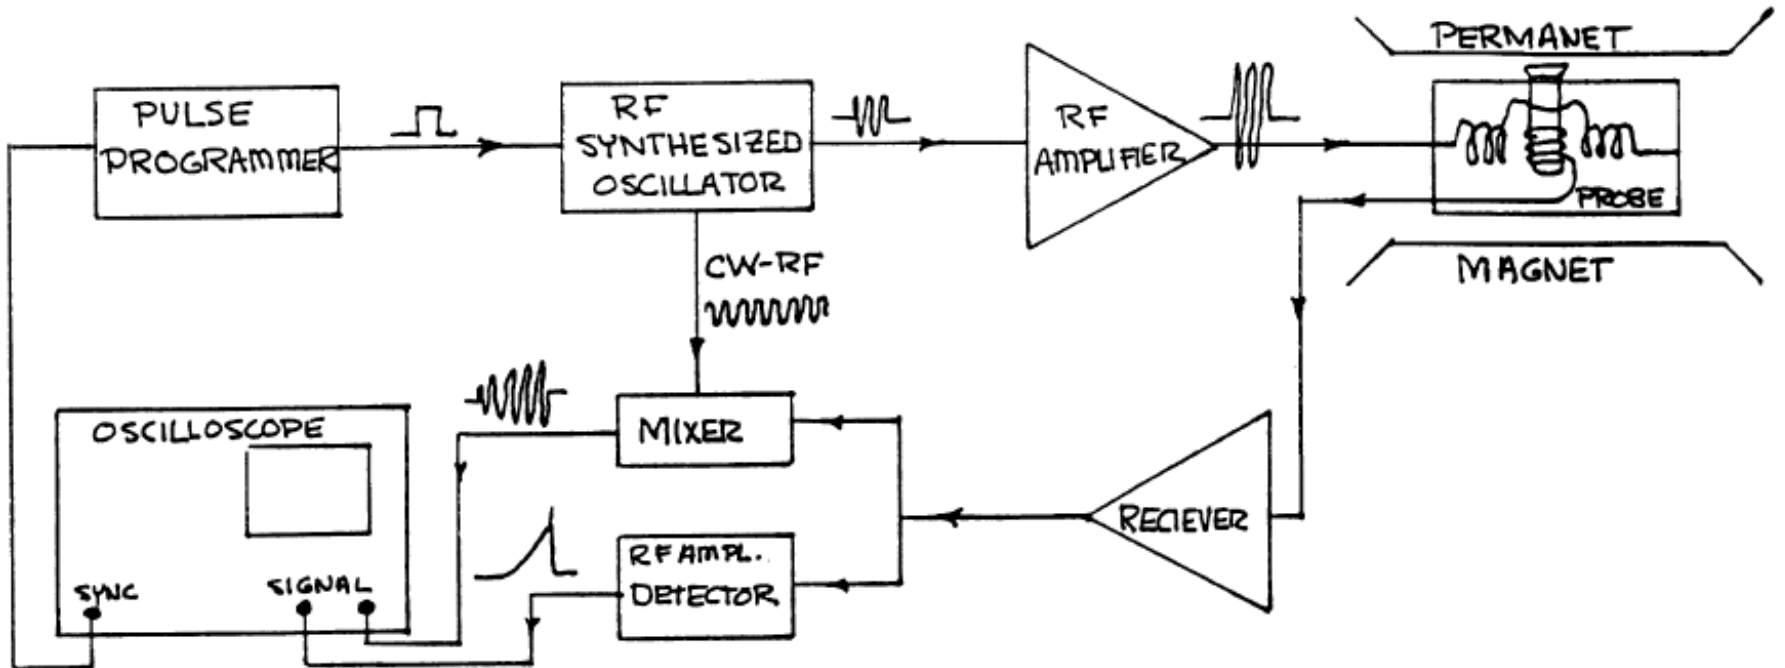 PERMANET
PULSE
PROGRAMMER
RF
SYNTHESIZED
OSCILLATOR
RF
AMPLIFIER
PROBE
MAGNET
CW-RF
OSCILLOSCOPE
MIXER
RECIEVER
RF AMPL.
DETECTOR
SYNC
SIGNAL